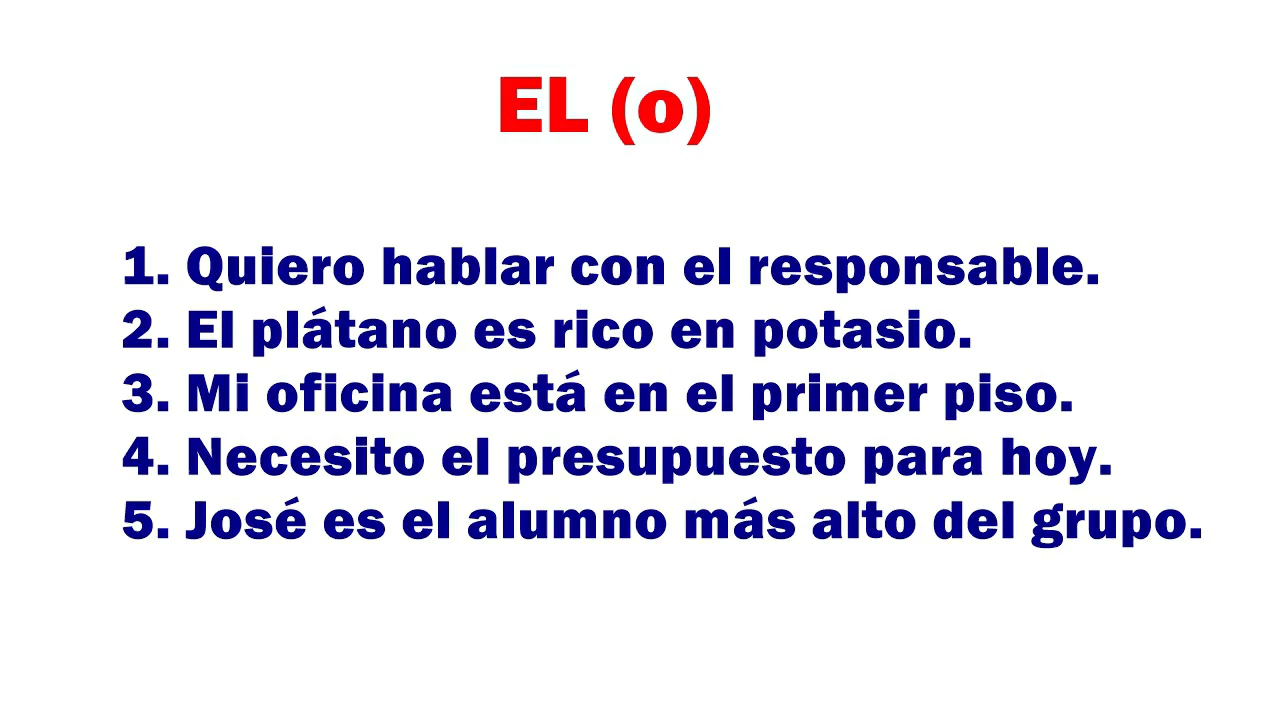 EL (o)
1. Quiero hablar con el responsable.
2. El plátano es rico en potasio.
3. Mi oficina está en el primer piso.
4. Necesito el presupuesto para hoy.
5. José es el alumno más alto del grupo.